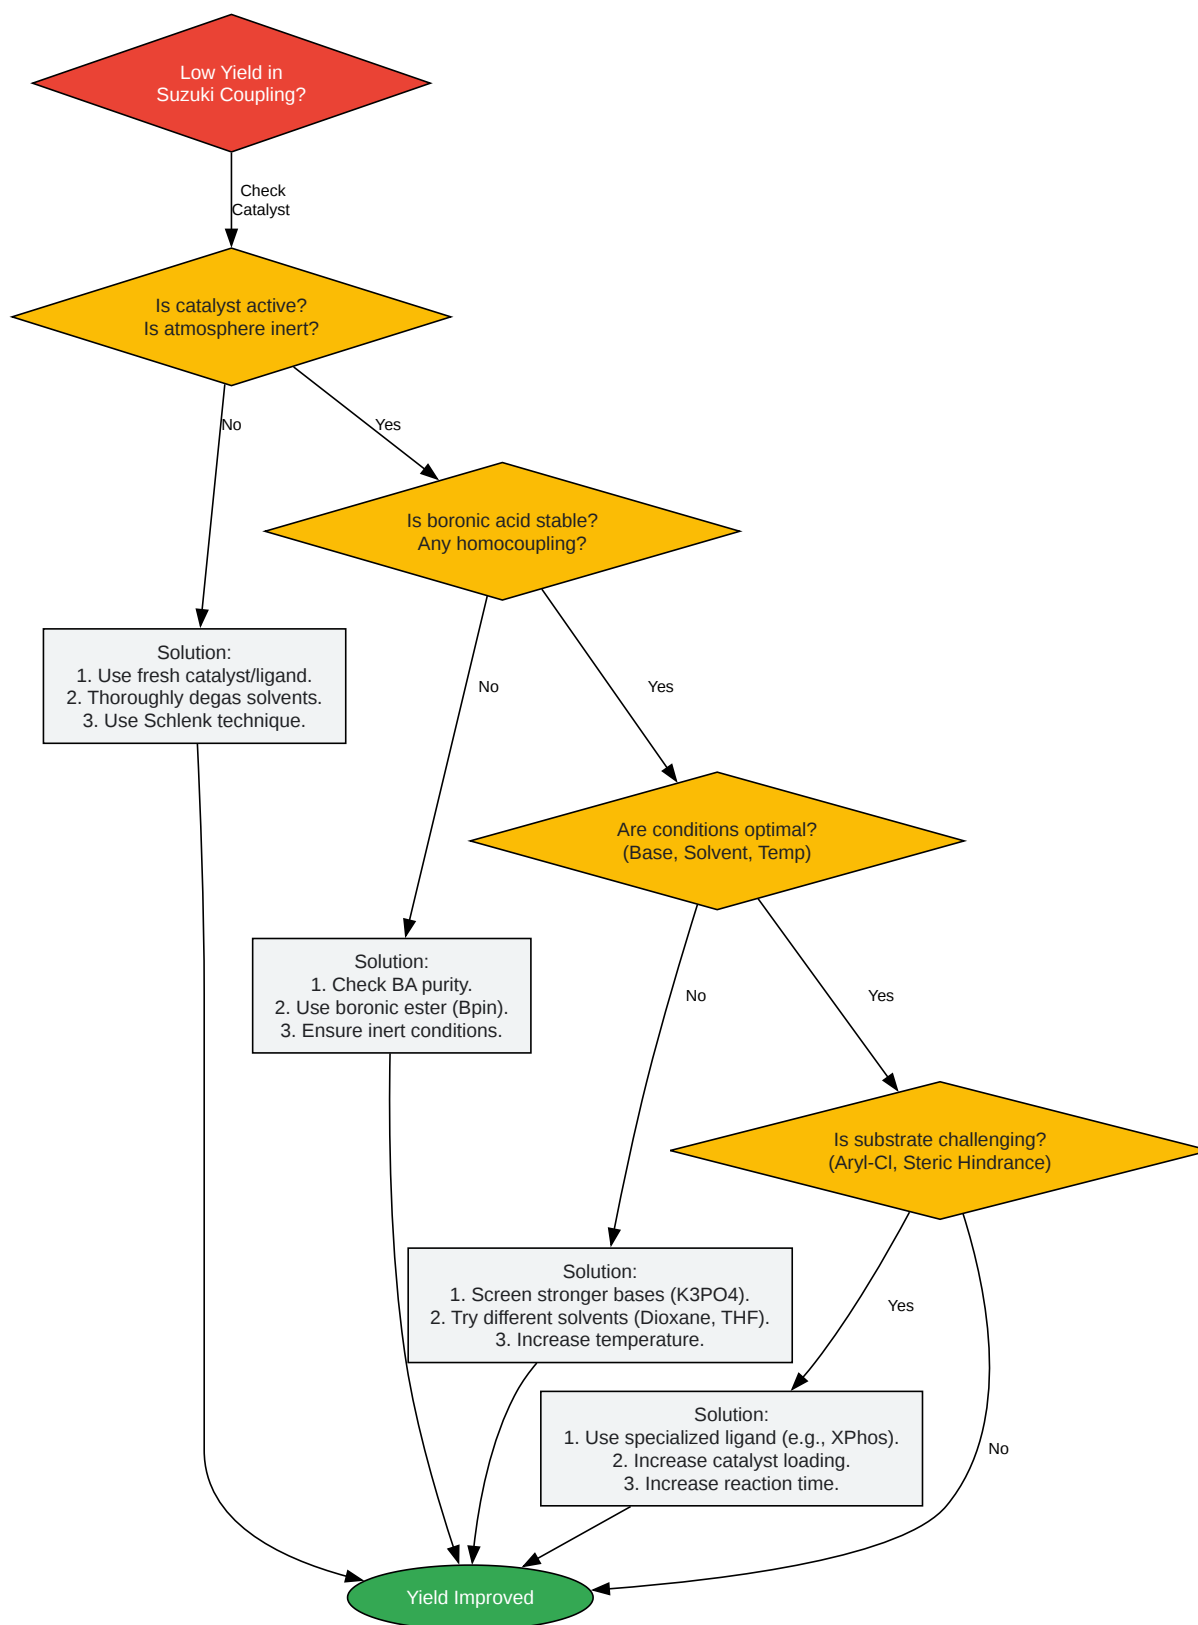 Low Yield in
Suzuki Coupling?
Check
Catalyst
Is catalyst active?
Is atmosphere inert?
No
Yes
Is boronic acid stable?
Any homocoupling?
Solution:
1. Use fresh catalyst/ligand.
2. Thoroughly degas solvents.
3. Use Schlenk technique.
No
Yes
Are conditions optimal?
(Base, Solvent, Temp)
Solution:
1. Check BA purity.
2. Use boronic ester (Bpin).
3. Ensure inert conditions.
No
Yes
Is substrate challenging?
(Aryl-Cl, Steric Hindrance)
Solution:
1. Screen stronger bases (K3PO4).
2. Try different solvents (Dioxane, THF).
3. Increase temperature.
Yes
Solution:
1. Use specialized ligand (e.g., XPhos).
2. Increase catalyst loading.
3. Increase reaction time.
No
Yield Improved